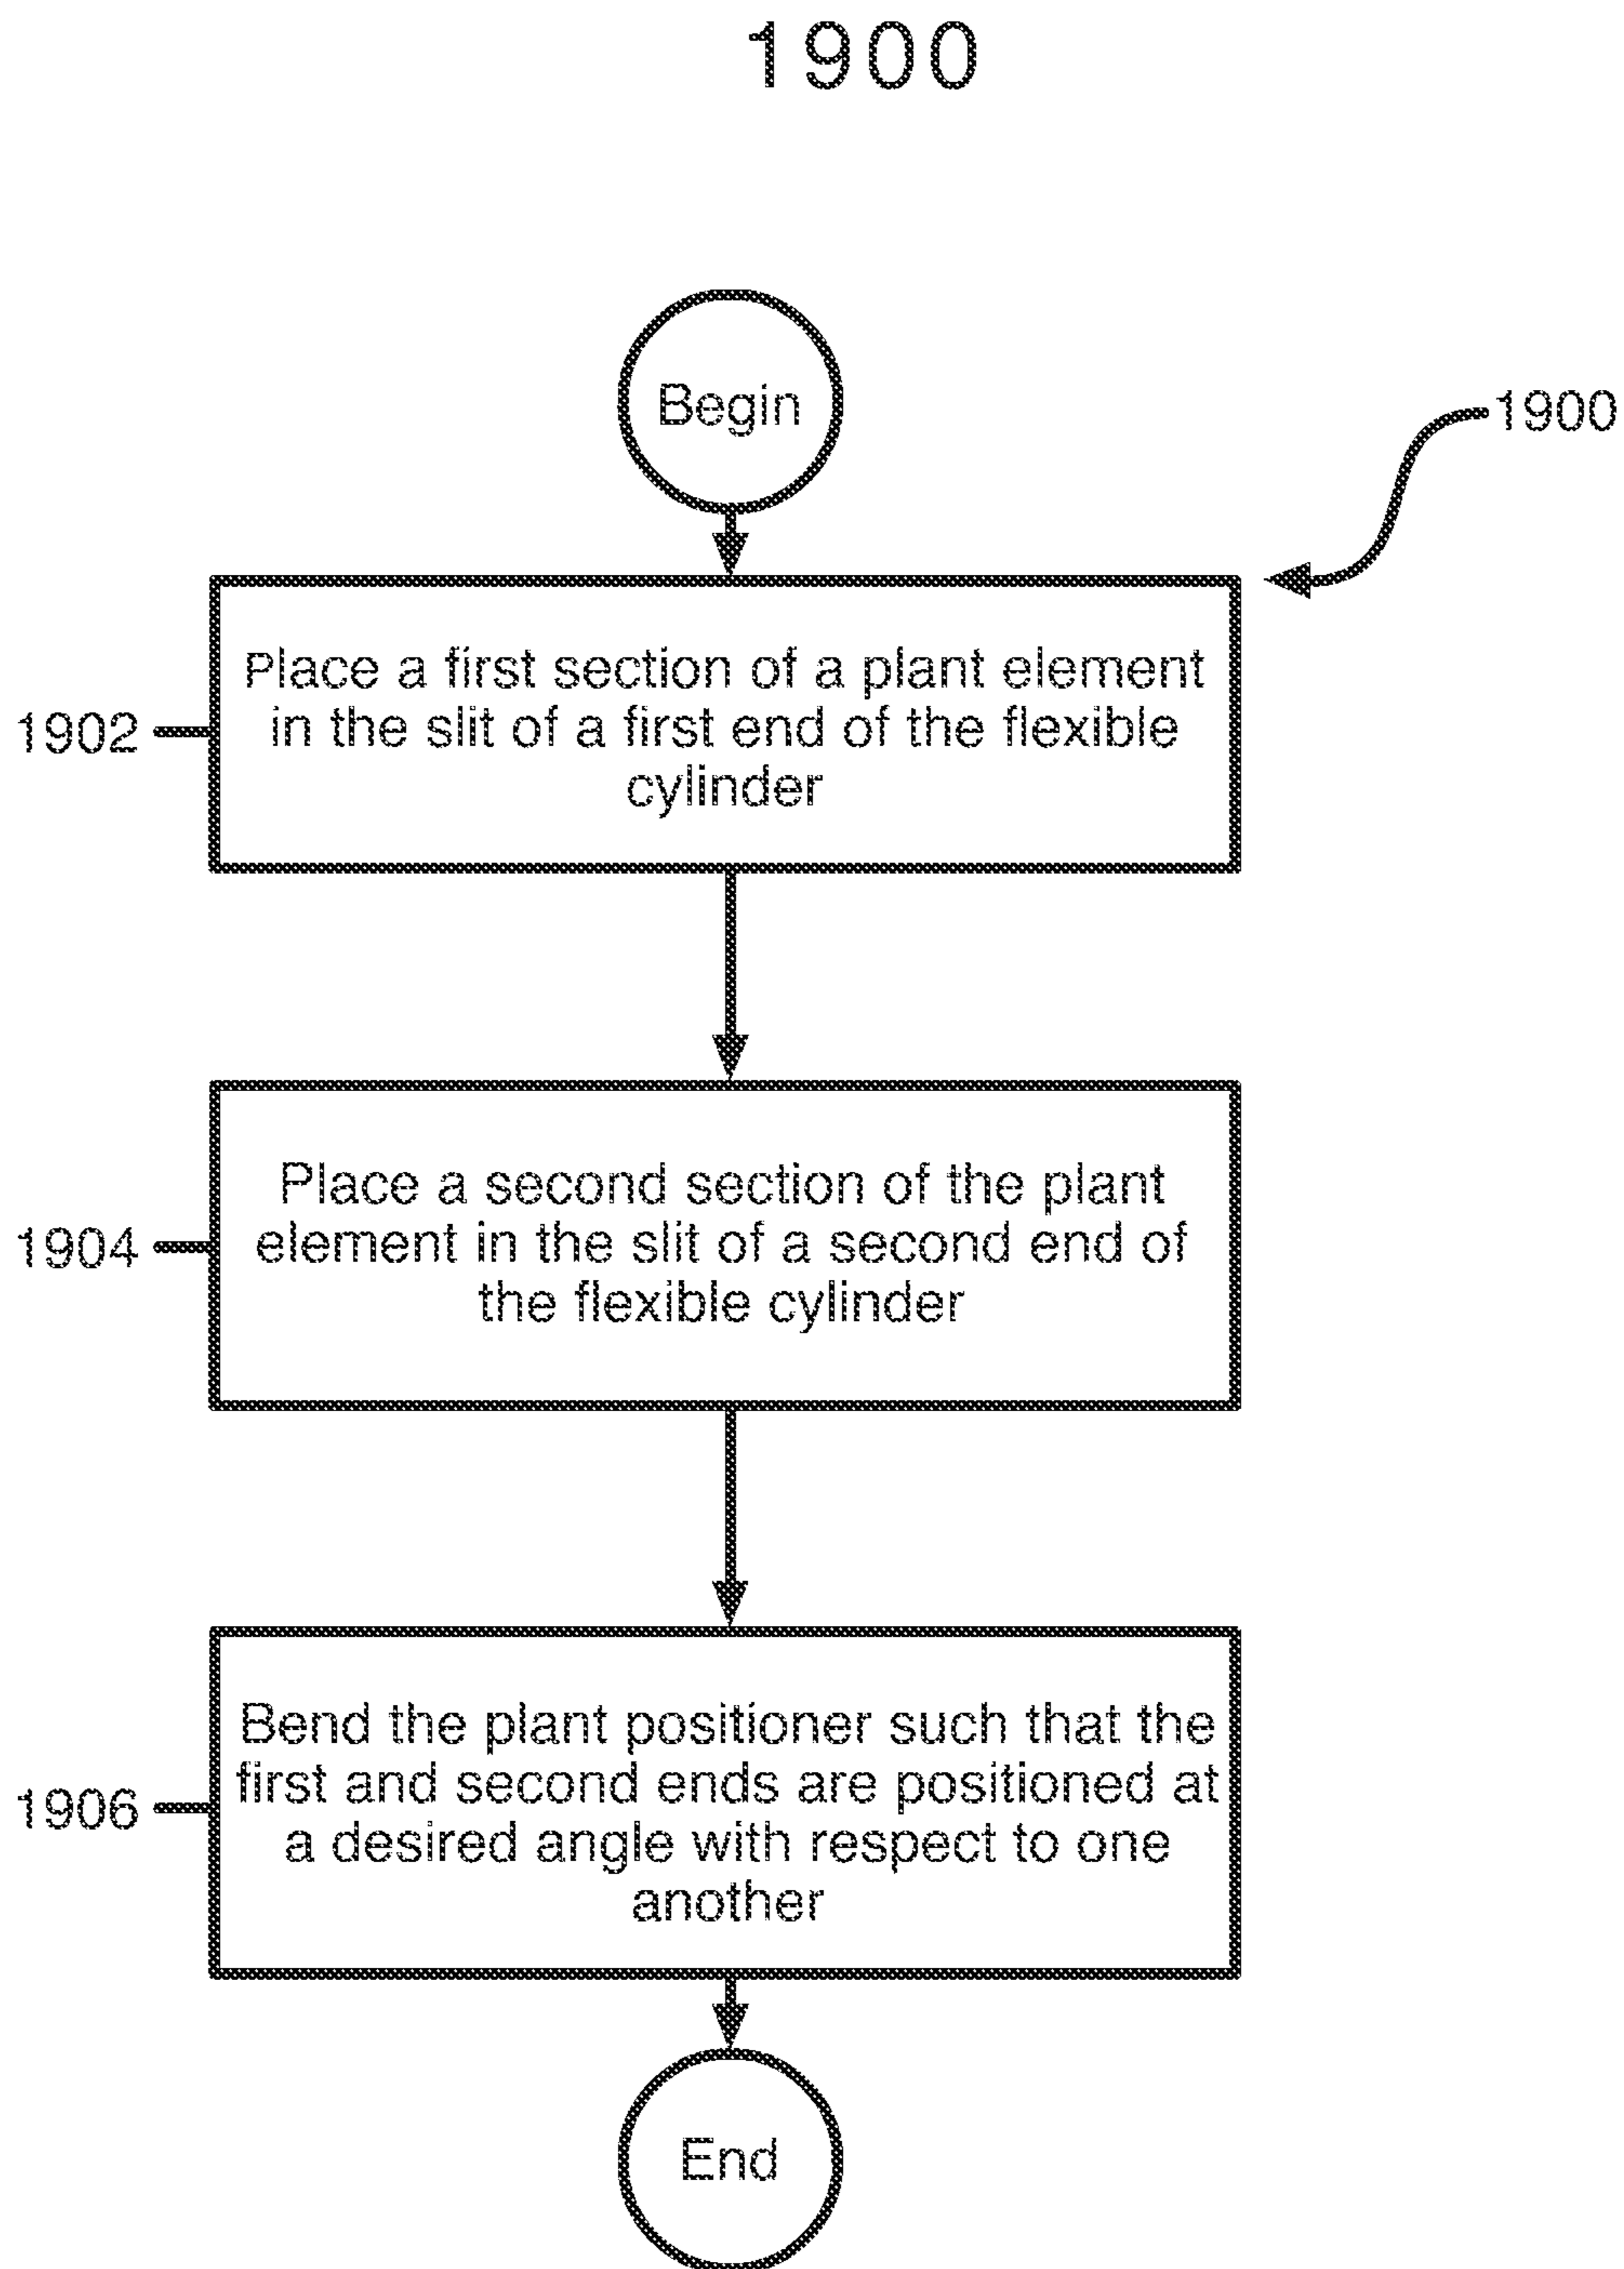 1900
Begin
1900
Place a first section of a plant element
in the slit of a first end of the flexible
cylinder
1902
Place a second section of the plant
element in the slit of a second end of
the flexible cylinder
1904
Bend the plant positioner such that the
first and second ends are positioned at
a desired angle with respect to one
another
1906
End